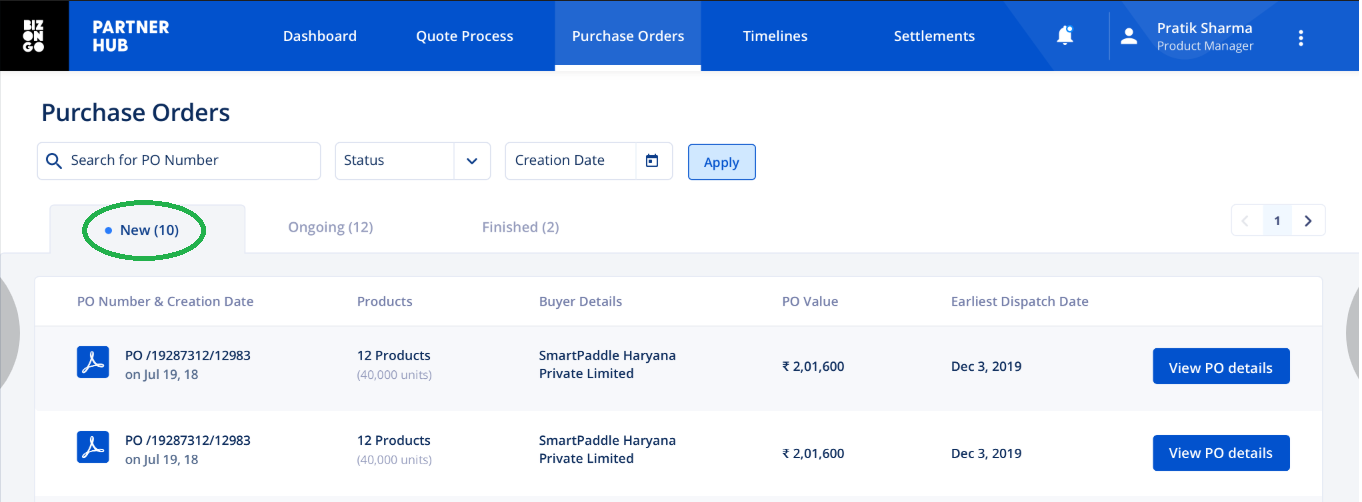 BIZ
ON
GO
PARTNER
HUB
Dashboard
Quote Process
Purchase Orders
Timelines
Settlements
Pratik Sharma
Product Manager
Purchase Orders
Search for PO Number
Status
Creation Date
Apply
New (10)
Ongoing (12)
Finished (2)
1
PO Number & Creation Date
Products
Buyer Details
PO Value
Earliest Dispatch Date
PO /19287312/12983
on Jul 19, 18
12 Products
(40,000 units)
SmartPaddle Haryana
Private Limited
₹ 2,01,600
Dec 3, 2019
View PO details
PO /19287312/12983
on Jul 19, 18
12 Products
(40,000 units)
SmartPaddle Haryana
Private Limited
₹ 2,01,600
Dec 3, 2019
View PO details